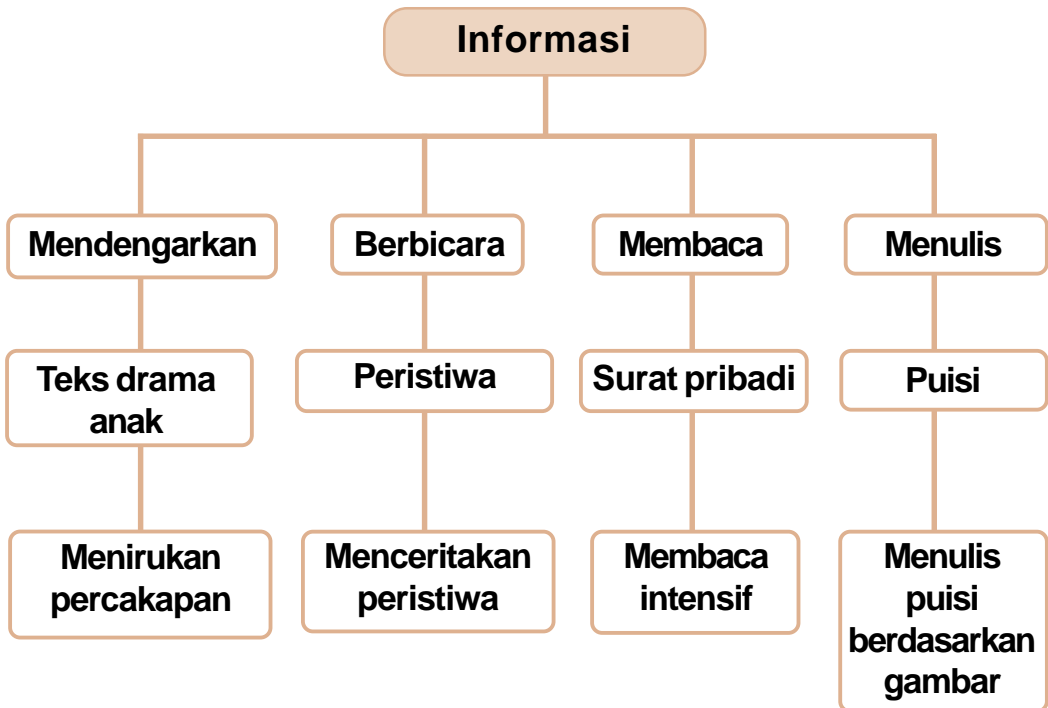 Informasi
Mendengarkan
Berbicara
Membaca
Menulis
Teks drama
anak
Peristiwa
Surat pribadi
Puisi
Menirukan
percakapan
Menceritakan
peristiwa
Membaca
intensif
Menulis
puisi
berdasarkan
gambar